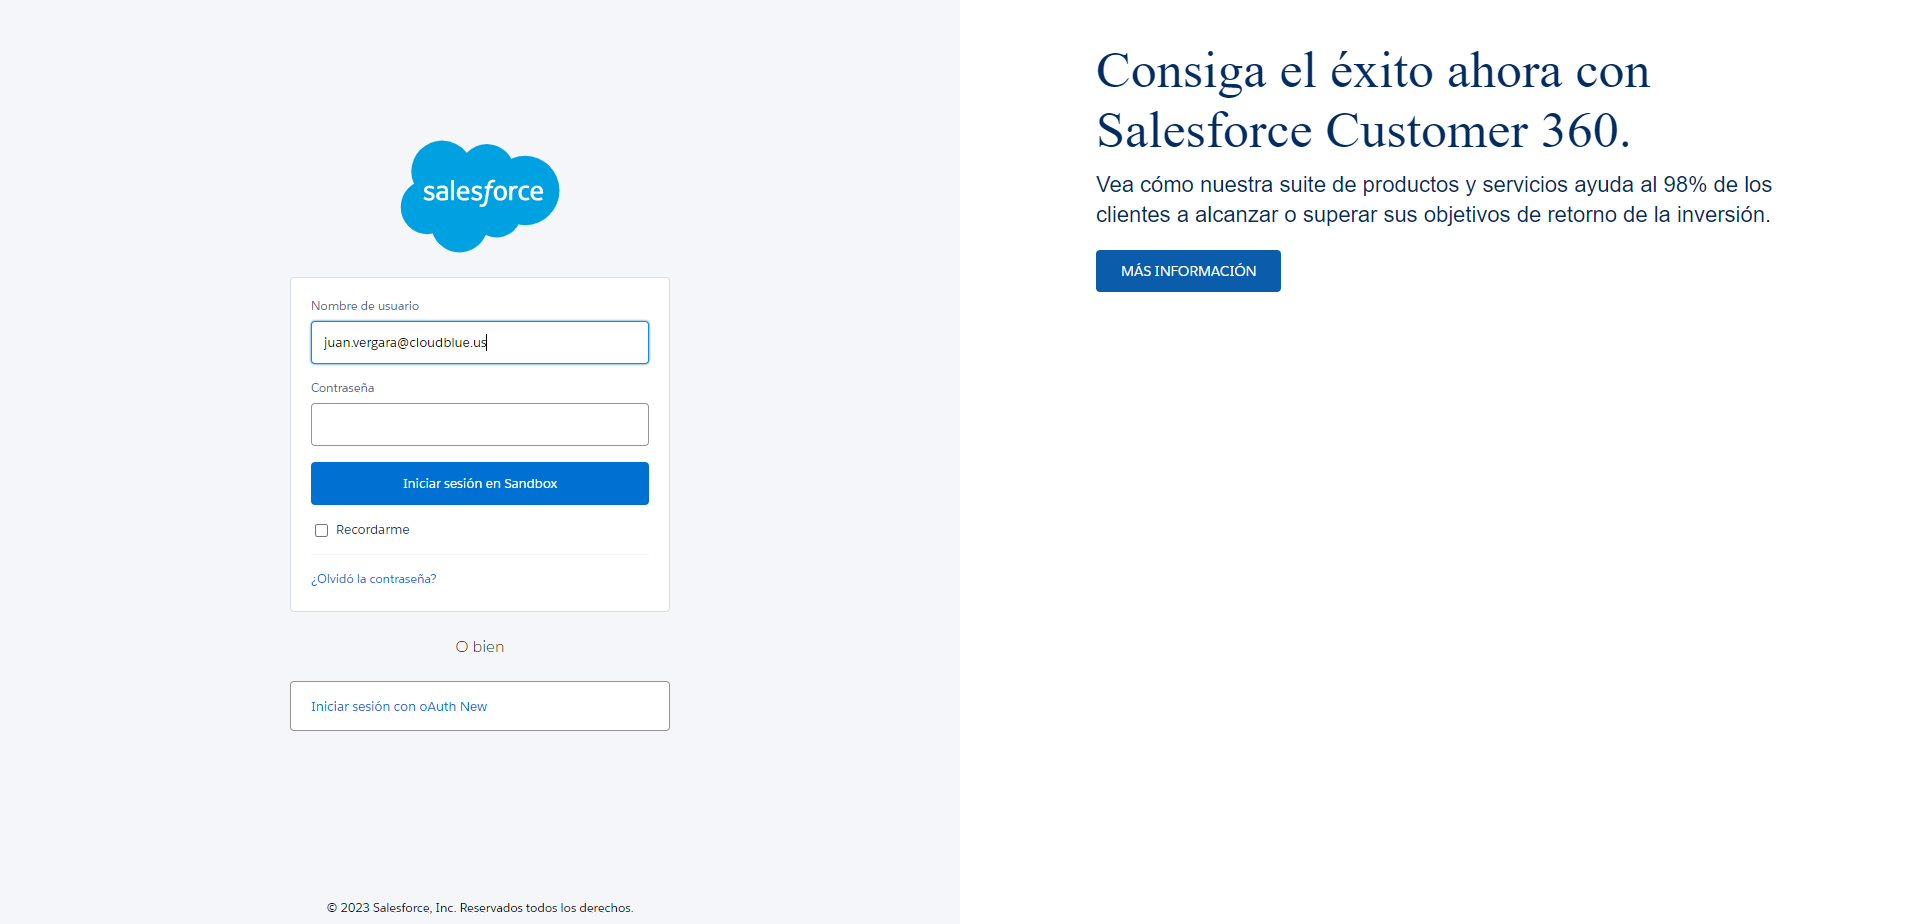 salesforce
Nombre de usuario
juan.vergara@cloudblue.us
Contraseña
Iniciar sesión en Sandbox
Recordarme
¿Olvidó la contraseña?
O bien
Iniciar sesión con oAuth New
© 2023 Salesforce, Inc. Reservados todos los derechos.
Consiga el éxito ahora con
Salesforce Customer 360.
Vea cómo nuestra suite de productos y servicios ayuda al 98% de los
clientes a alcanzar o superar sus objetivos de retorno de la inversión.
MÁS INFORMACIÓN